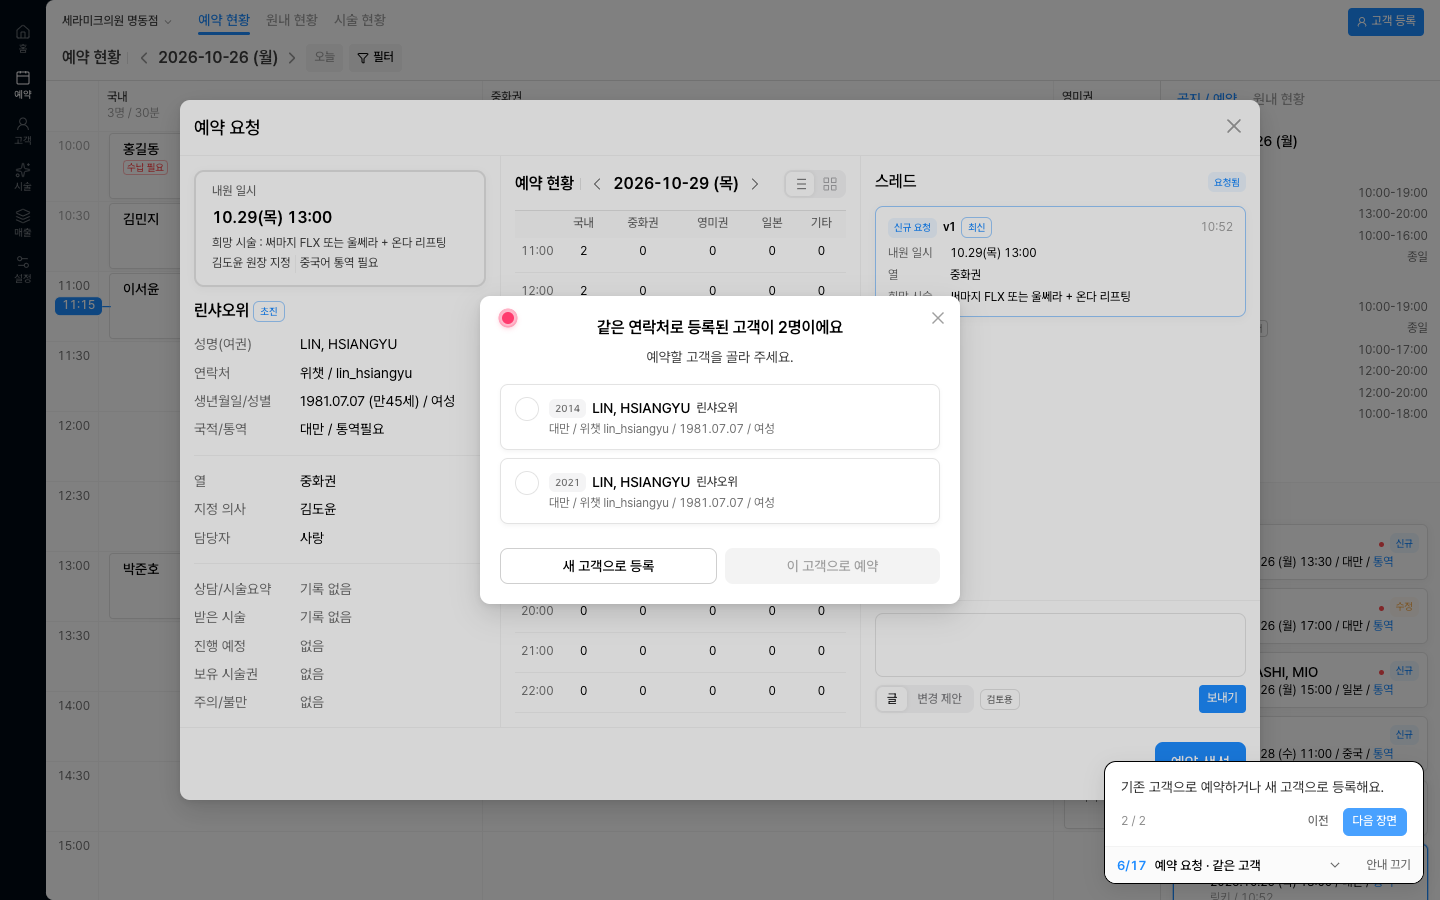 세라미크의원 명동점
예약 현황 원내 현황 시술 현황
고객 등록
예약 현황 2026-10-26 (월) 오늘 필터
홈
예약
고객
시술
매출
설정
국내
3명 / 30분
중화권
영미권
공지 / 예약 원내 현황
26 (월)
10:00
10:30
11:00
11:15
11:30
12:00
12:30
13:00
13:30
14:00
14:30
15:00
홍길동
수납 필요
김민지
이서윤
박준호
10:00-19:00
13:00-20:00
10:00-16:00
종일
10:00-19:00
종일
10:00-17:00
12:00-20:00
12:00-20:00
10:00-18:00
신규
26 (월) 13:30 / 대만 / 통역
수정
26 (월) 17:00 / 대만 / 통역
ASHI, MIO 신규
26 (월) 15:00 / 일본 / 통역
신규
28 (수) 11:00 / 중국 / 통역
링키 / 10:52
예약 요청
내원 일시
10.29(목) 13:00
희망 시술 : 써마지 FLX 또는 울쎄라 + 온다 리프팅
김도윤 원장 지정 중국어 통역 필요
린샤오위 초진
성명(여권) LIN, HSIANGYU
연락처 위챗 / lin_hsiangyu
생년월일/성별 1981.07.07 (만45세) / 여성
국적/통역 대만 / 통역필요
열 중화권
지정 의사 김도윤
담당자 사랑
상담/시술요약 기록 없음
받은 시술 기록 없음
진행 예정 없음
보유 시술권 없음
주의/불만 없음
예약 현황 2026-10-29 (목)
국내 중화권 영미권 일본 기타
11:00 2 0 0 0 0
12:00 2 0 0 0 0
20:00 0 0 0 0 0
21:00 0 0 0 0 0
22:00 0 0 0 0 0
스레드 요청됨
신규 요청 v1 최신 10:52
내원 일시 10.29(목) 13:00
열 중화권
희망 시술 써마지 FLX 또는 울쎄라 + 온다 리프팅
글 변경 제안 검토용
보내기
예약 생성
같은 연락처로 등록된 고객이 2명이에요
예약할 고객을 골라 주세요.
2014 LIN, HSIANGYU 린샤오위
대만 / 위챗 lin_hsiangyu / 1981.07.07 / 여성
2021 LIN, HSIANGYU 린샤오위
대만 / 위챗 lin_hsiangyu / 1981.07.07 / 여성
새 고객으로 등록 이 고객으로 예약
기존 고객으로 예약하거나 새 고객으로 등록해요.
2 / 2 이전 다음 장면
6/17 예약 요청 · 같은 고객 안내 끄기